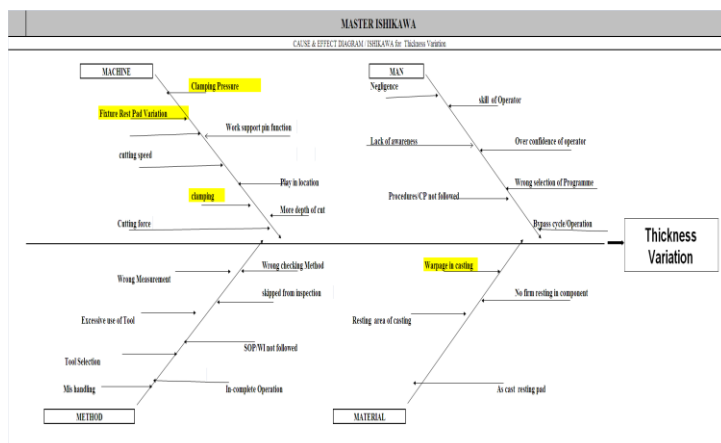 MASTER ISHIKAWA
CAUSE & EFFECT DIAGRAM / ISHIKAWA for Thickness Variation
MACHINE
Clamping Pressure
Fixture Rest Pad Variation
Work support pin function
cutting speed
Play in location
clamping
More depth of cut
Cutting force
MAN
Negligence
skill of Operator
Lack of awareness
Over confidence of operator
Wrong selection of Programme
Procedures/CP not followed
Bypass cycle/Operation
Thickness
Variation
Wrong checking Method
Wrong Measurement
skipped from inspection
Excessive use of Tool
SOP/WI not followed
Tool Selection
Mis handling
In-complete Operation
METHOD
Warpage in casting
No firm resting in component
Resting area of casting
As cast resting pad
MATERIAL